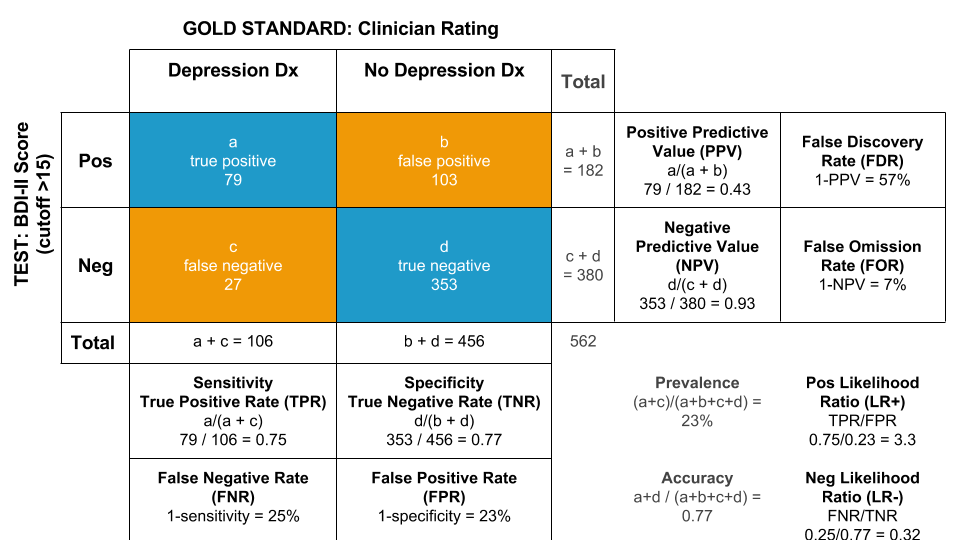 GOLD STANDARD: Clinician Rating
Depression Dx
No Depression Dx
Total
TEST: BDI-II Score
(cutoff >15)
Pos
a
true positive
79
b
false positive
103
a + b
= 182
Positive Predictive
Value (PPV)
a/(a + b)
79 / 182 = 0.43
False Discovery
Rate (FDR)
1-PPV = 57%
Neg
c
false negative
27
d
true negative
353
c + d
= 380
Negative
Predictive Value
(NPV)
d/(c + d)
353 / 380 = 0.93
False Omission
Rate (FOR)
1-NPV = 7%
Total
a + c = 106
b + d = 456
562
Sensitivity
True Positive Rate (TPR)
a/(a + c)
79 / 106 = 0.75
Specificity
True Negative Rate (TNR)
d/(b + d)
353 / 456 = 0.77
Prevalence
(a+c)/(a+b+c+d) =
23%
Pos Likelihood
Ratio (LR+)
TPR/FPR
0.75/0.23 = 3.3
False Negative Rate
(FNR)
1-sensitivity = 25%
False Positive Rate
(FPR)
1-specificity = 23%
Accuracy
a+d / (a+b+c+d) =
0.77
Neg Likelihood
Ratio (LR-)
FNR/TNR
0.25/0.77 = 0.32